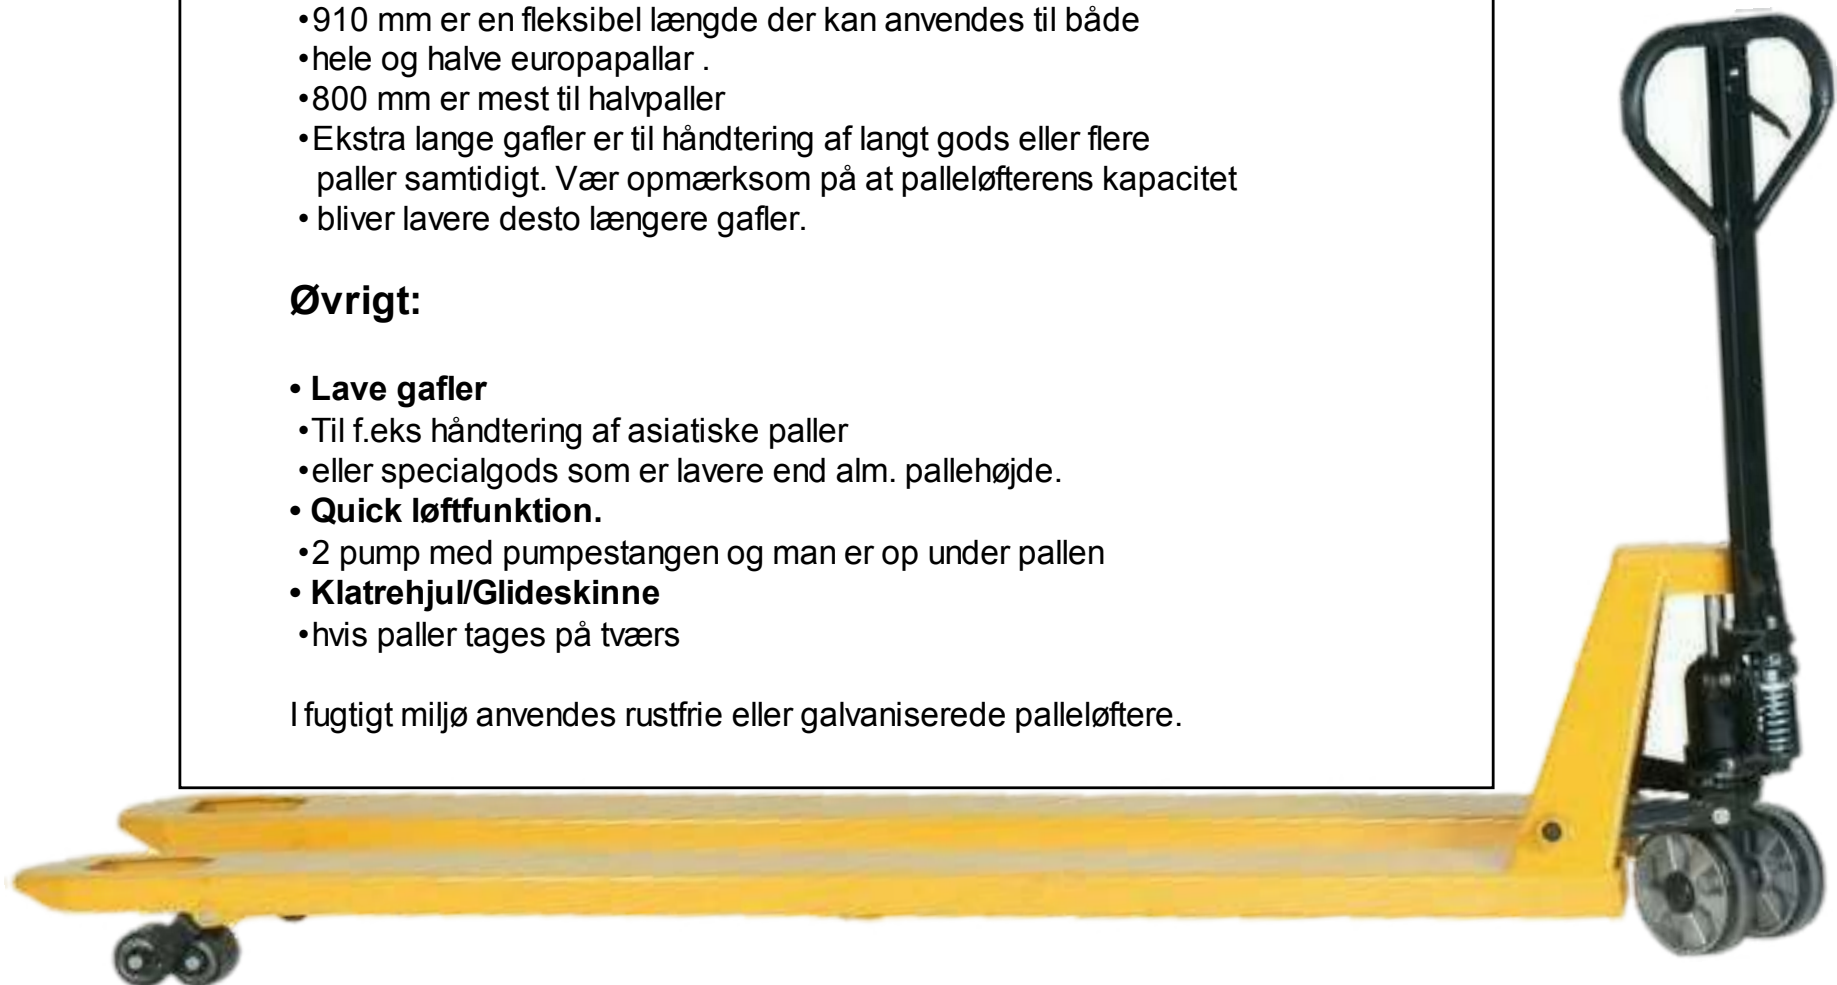 •910 mm er en fleksibel længde der kan anvendes til både
•hele og halve europapallar .
•800 mm er mest til halvpaller
•Ekstra lange gafler er til håndtering af langt gods eller flere
paller samtidigt. Vær opmærksom på at palleløfterens kapacitet
• bliver lavere desto længere gafler.
Øvrigt:
• Lave gafler
•Til f.eks håndtering af asiatiske paller
•eller specialgods som er lavere end alm. pallehøjde.
• Quick løftfunktion.
•2 pump med pumpestangen og man er op under pallen
• Klatrehjul/Glideskinne
•hvis paller tages på tværs
I fugtigt miljø anvendes rustfrie eller galvaniserede palleløftere.